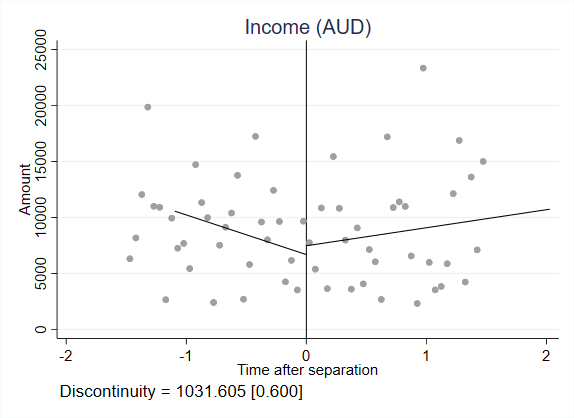 Income (AUD)
25000
20000
15000
10000
5000
0
Amount
-2
-1
0
1
2
Time after separation
Discontinuity = 1031.605 [0.600]